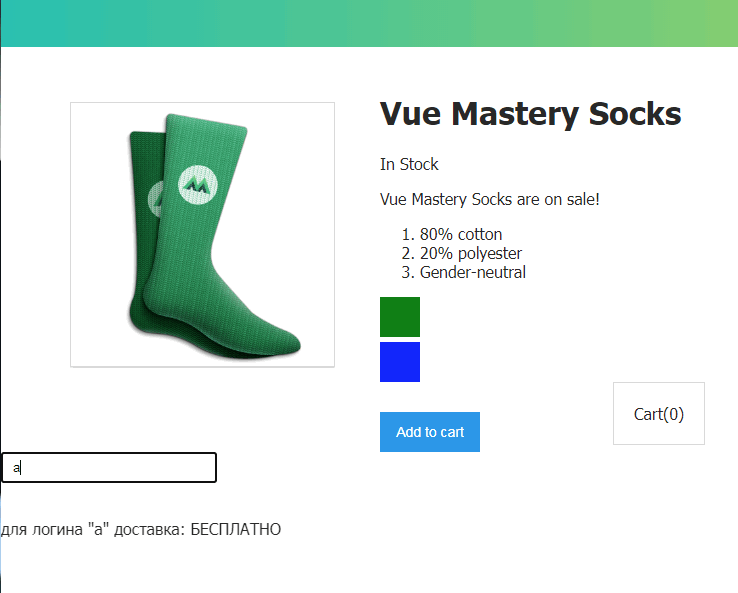 Vue Mastery Socks
In Stock
Vue Mastery Socks are on sale!
1. 80% cotton
2. 20% polyester
3. Gender-neutral
Cart(0)
Add to cart
a
для логина "a" доставка: БЕСПЛАТНО